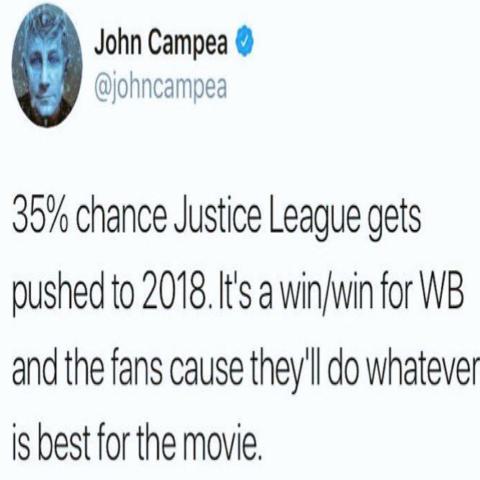 John Campea
@johncampea
35% chance Justice League gets
pushed to 2018. It's a win/win for WB
and the fans cause they'll do whatever
is best for the movie.